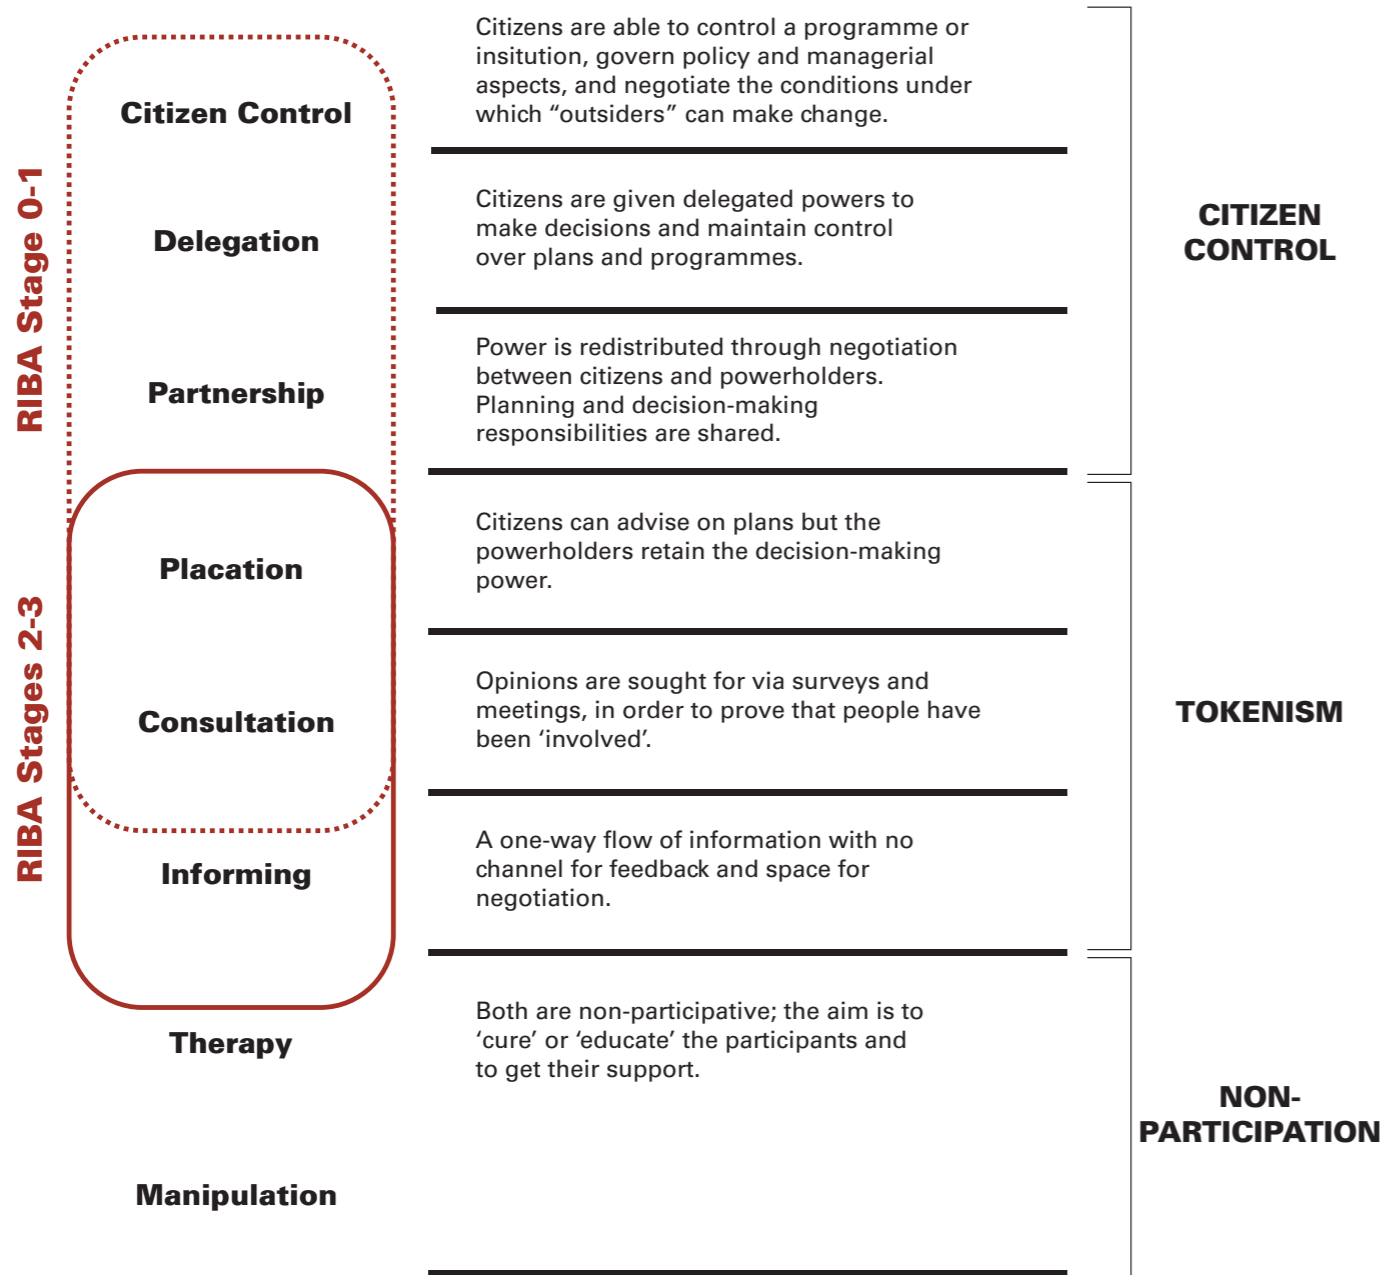 RIBA Stage 0-1
RIBA Stages 2-3
Citizen Control
Citizens are able to control a programme or
insitution, govern policy and managerial
aspects, and negotiate the conditions under
which “outsiders” can make change.
Delegation
Citizens are given delegated powers to
make decisions and maintain control
over plans and programmes.
Partnership
Power is redistributed through negotiation
between citizens and powerholders.
Planning and decision-making
responsibilities are shared.
CITIZEN
CONTROL
Placation
Citizens can advise on plans but the
powerholders retain the decision-making
power.
Consultation
Opinions are sought for via surveys and
meetings, in order to prove that people have
been ‘involved’.
Informing
A one-way flow of information with no
channel for feedback and space for
negotiation.
TOKENISM
Therapy
Manipulation
Both are non-participative; the aim is to
‘cure’ or ‘educate’ the participants and
to get their support.
NON-
PARTICIPATION